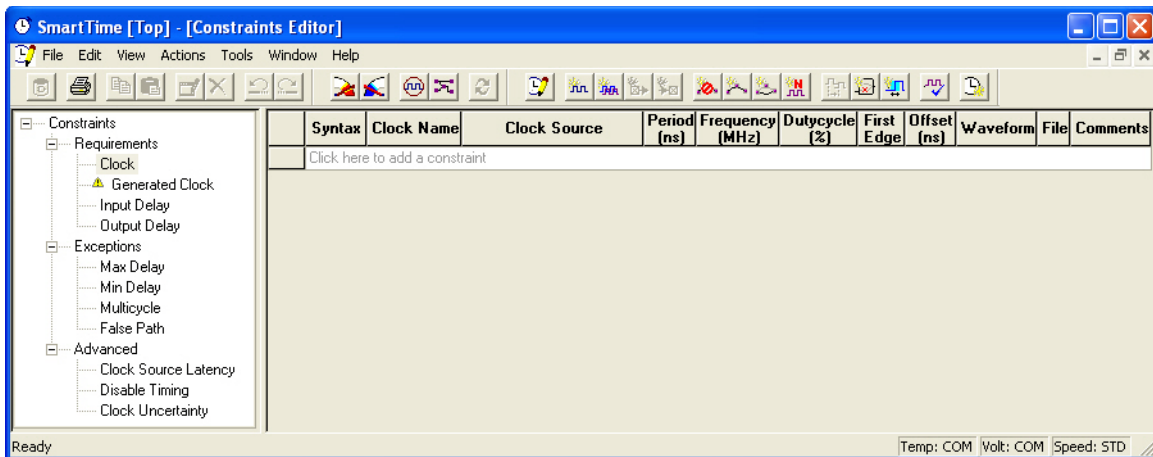 SmartTime [Top] - [Constraints Editor]
File Edit View Actions Tools Window Help
Constraints
Requirements
Clock
Generated Clock
Input Delay
Output Delay
Exceptions
Max Delay
Min Delay
Multicycle
False Path
Advanced
Clock Source Latency
Disable Timing
Clock Uncertainty
Syntax Clock Name Clock Source Period (ns) Frequency (MHz) Dutycycle (%) First Edge Offset (ns) Waveform File Comments
Click here to add a constraint
Ready Temp: COM Volt: COM Speed: STD